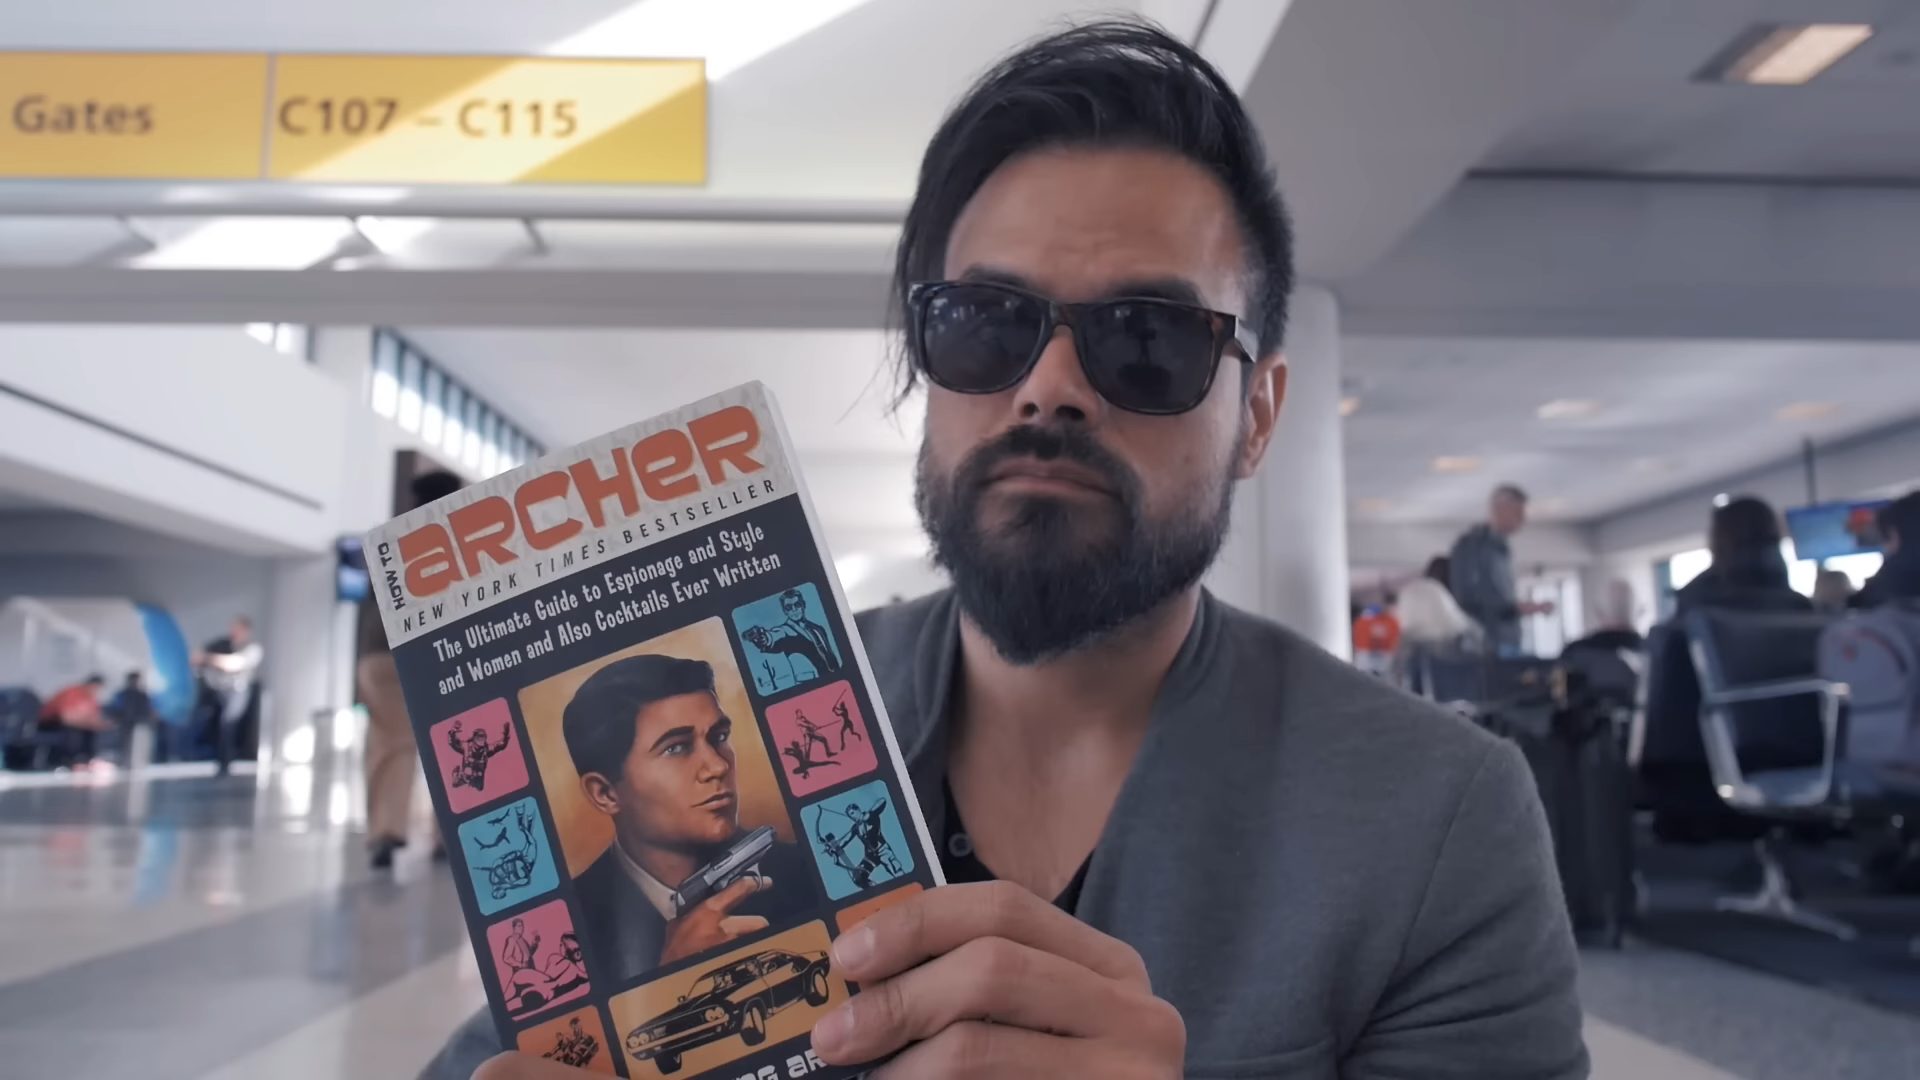 Gates C107 – C115
HOW TO
ARCHER
NEW YORK TIMES BESTSELLER
The Ultimate Guide to Espionage and Style
and Women and Also Cocktails Ever Written